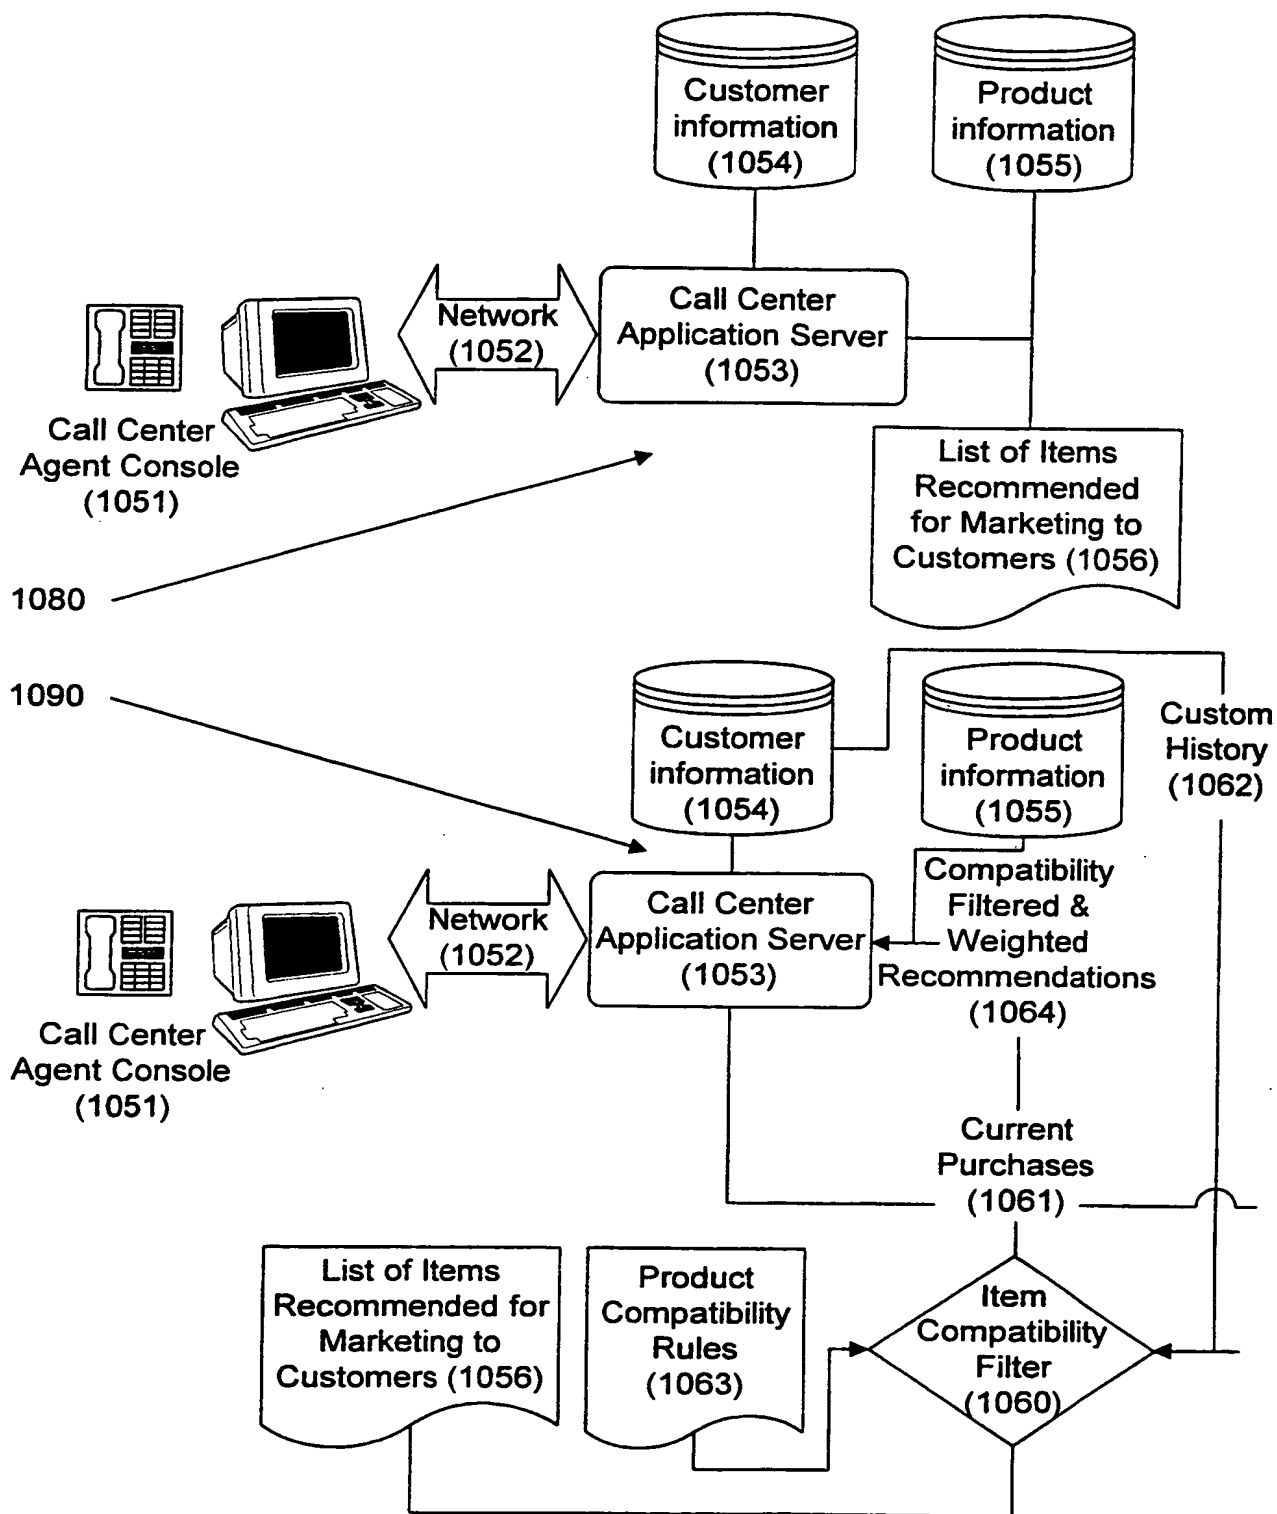 Customer
information
(1054)
Product
information
(1055)
Network
(1052)
Call Center
Application Server
(1053)
Call Center
Agent Console
(1051)
List of Items
Recommended
for Marketing to
Customers (1056)
1080
1090
Customer
information
(1054)
Product
information
(1055)
Custom
History
(1062)
Network
(1052)
Call Center
Application Server
(1053)
Compatibility
Filtered &
Weighted
Recommendations
(1064)
Call Center
Agent Console
(1051)
Current
Purchases
(1061)
List of Items
Recommended for
Marketing to
Customers (1056)
Product
Compatibility
Rules
(1063)
Item
Compatibility
Filter
(1060)